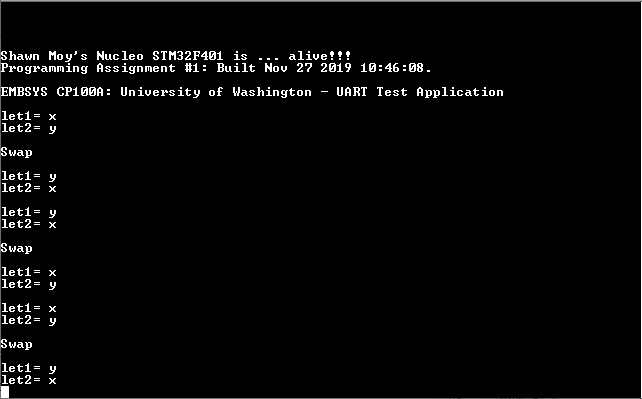 Shawn Moy's Nucleo STM32F401 is ... alive!!!
Programming Assignment #1: Built Nov 27 2019 10:46:08.
EMBSYS CP100A: University of Washington - UART Test Application
let1= x
let2= y
Swap
let1= y
let2= x
let1= y
let2= x
Swap
let1= x
let2= y
let1= x
let2= y
Swap
let1= y
let2= x